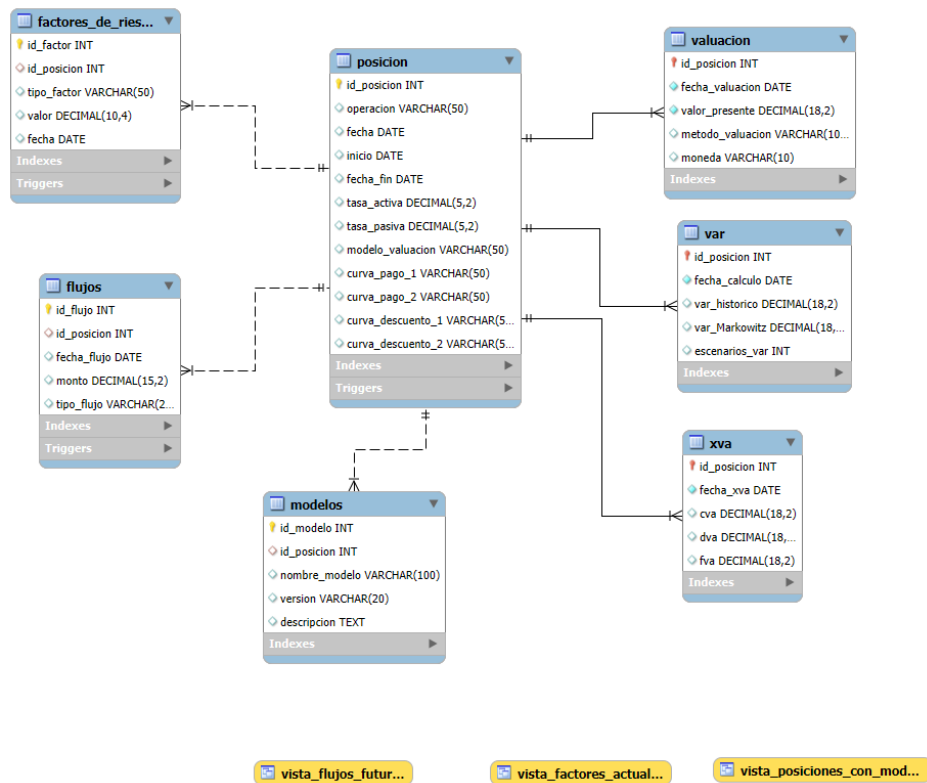 factores_de_ries...
id_factor INT
id_posicion INT
tipo_factor VARCHAR(50)
valor DECIMAL(10,4)
fecha DATE
Indexes
Triggers
posicion
id_posicion INT
operacion VARCHAR(50)
fecha DATE
inicio DATE
fecha_fin DATE
tasa_activa DECIMAL(5,2)
tasa_pasiva DECIMAL(5,2)
modelo_valuacion VARCHAR(50)
curva_pago_1 VARCHAR(50)
curva_pago_2 VARCHAR(50)
curva_descuento_1 VARCHAR(5...
curva_descuento_2 VARCHAR(5...
Indexes
Triggers
valuacion
id_posicion INT
fecha_valuacion DATE
valor_presente DECIMAL(18,2)
metodo_valuacion VARCHAR(10...
moneda VARCHAR(10)
Indexes
var
id_posicion INT
fecha_calculo DATE
var_historico DECIMAL(18,2)
var_Markowitz DECIMAL(18,...
escenarios_var INT
Indexes
flujos
id_flujo INT
id_posicion INT
fecha_flujo DATE
monto DECIMAL(15,2)
tipo_flujo VARCHAR(2...
Indexes
Triggers
xva
id_posicion INT
fecha_xva DATE
cva DECIMAL(18,2)
dva DECIMAL(18,...
fva DECIMAL(18,2)
Indexes
modelos
id_modelo INT
id_posicion INT
nombre_modelo VARCHAR(100)
version VARCHAR(20)
descripcion TEXT
Indexes
vista_flujos_futur...
vista_factores_actual...
vista_posiciones_con_mod...